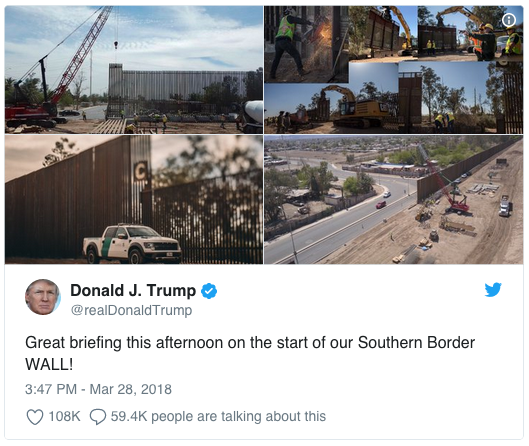 Donald J. Trump
@realDonaldTrump
Great briefing this afternoon on the start of our Southern Border
WALL!
3:47 PM - Mar 28, 2018
108K 59.4K people are talking about this